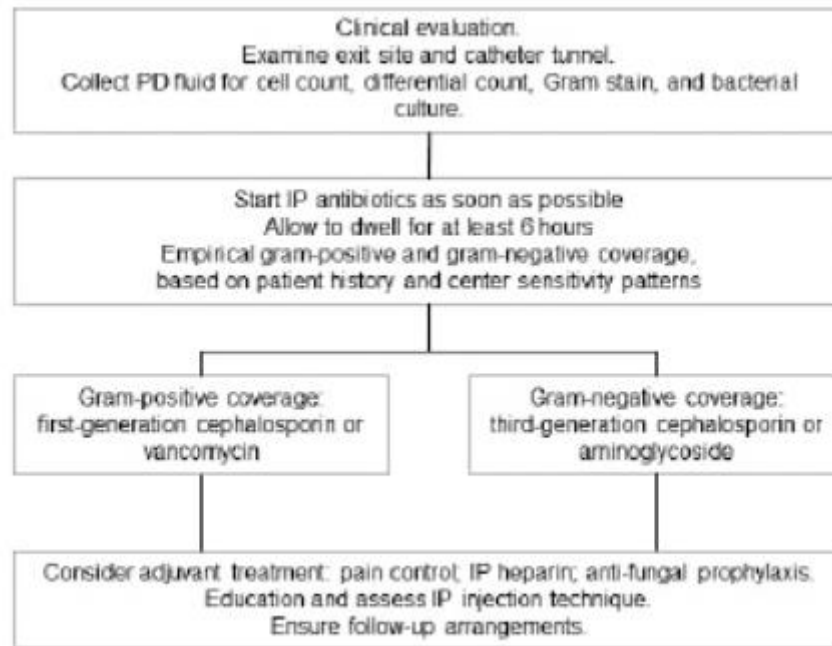 Clinical evaluation.
Examine exit site and catheter tunnel.
Collect PD fluid for cell count, differential count, Gram stain, and bacterial
culture.
Start IP antibiotics as soon as possible
Allow to dwell for at least 6 hours
Empirical gram-positive and gram-negative coverage,
based on patient history and center sensitivity patterns
Gram-positive coverage:
first-generation cephalosporin or
vancomycin
Gram-negative coverage:
third-generation cephalosporin or
aminoglycoside
Consider adjuvant treatment: pain control; IP heparin; anti-fungal prophylaxis.
Education and assess IP injection technique.
Ensure follow-up arrangements.